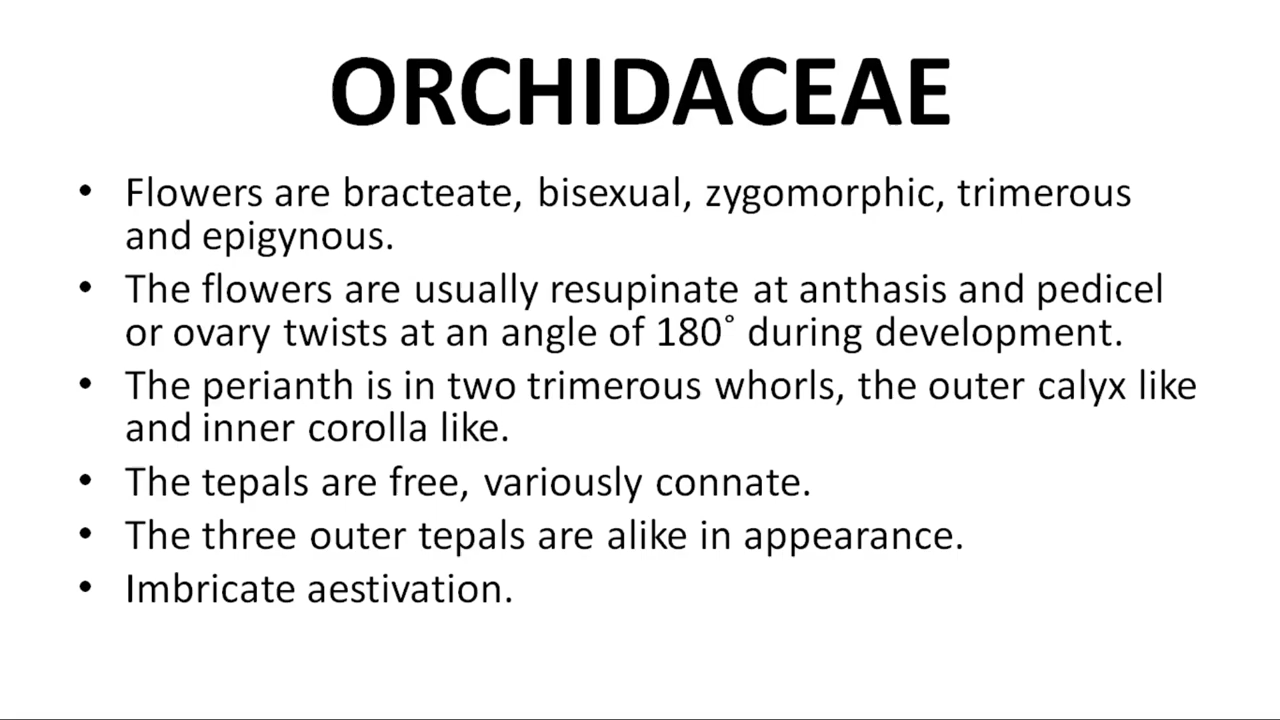 ORCHIDACEAE
• Flowers are bracteate, bisexual, zygomorphic, trimerous
and epigynous.
• The flowers are usually resupinate at anthasis and pedicel
or ovary twists at an angle of 180˚ during development.
• The perianth is in two trimerous whorls, the outer calyx like
and inner corolla like.
• The tepals are free, variously connate.
• The three outer tepals are alike in appearance.
• Imbricate aestivation.